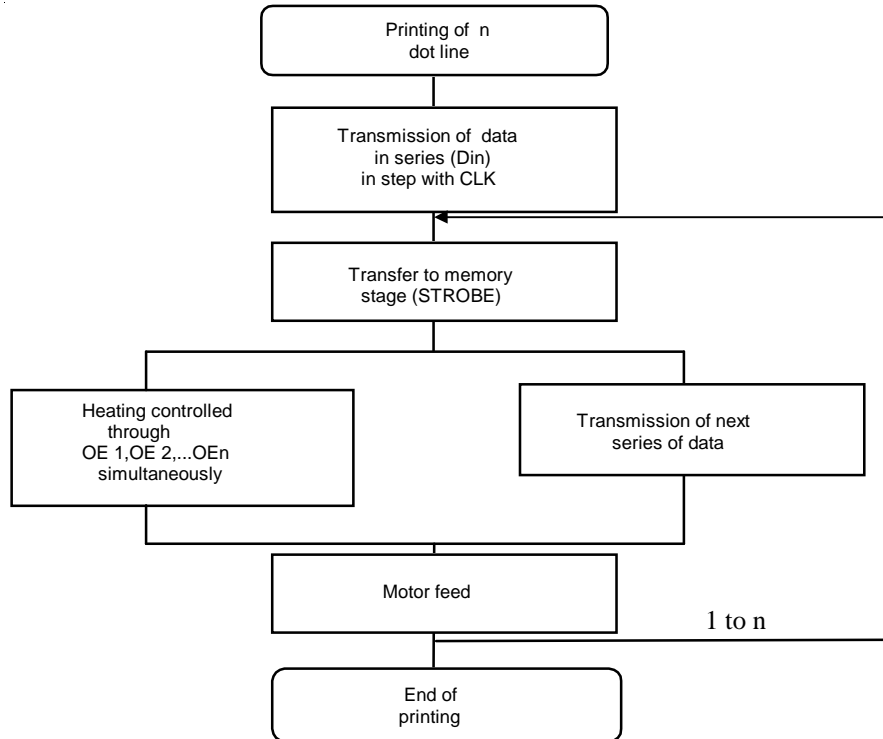 Printing of n
dot line
Transmission of data
in series (Din)
in step with CLK
Transfer to memory
stage (STROBE)
Heating controlled
through
OE 1,OE 2,...OEn
simultaneously
Transmission of next
series of data
Motor feed
1 to n
End of
printing